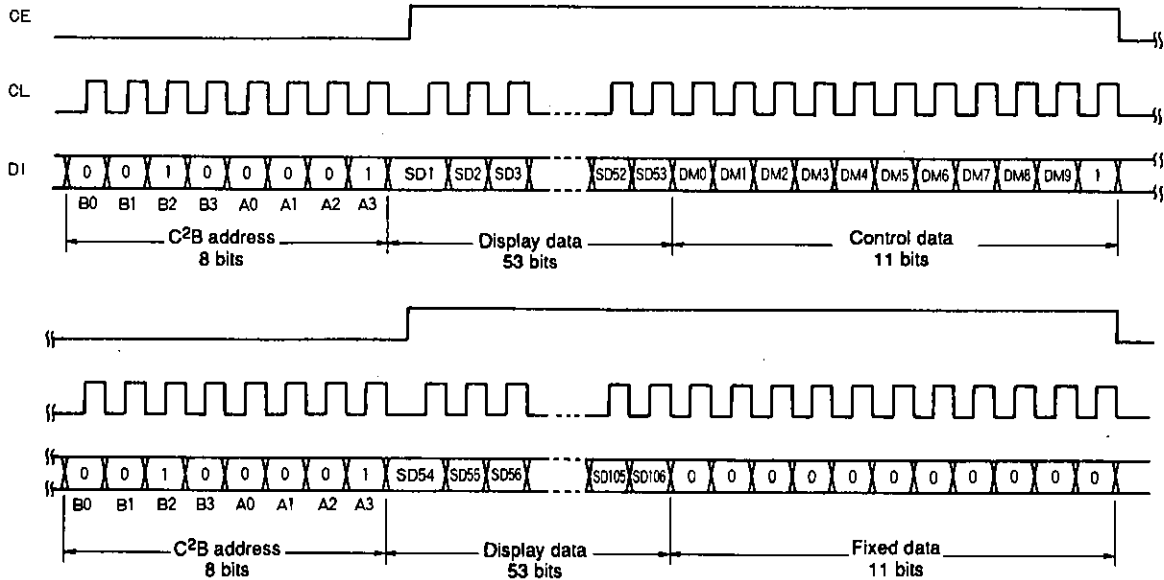 CE
CL
DI 0 0 1 0 0 0 0 1 SD1 SD2 SD3 SD52 SD53 DM0 DM1 DM2 DM3 DM4 DM5 DM6 DM7 DM8 DM9 1
B0 B1 B2 B3 A0 A1 A2 A3
C²B address Display data Control data
8 bits 53 bits 11 bits
0 0 1 0 0 0 0 1 SD54 SD55 SD56 SD105 SD106 0 0 0 0 0 0 0 0 0 0 0
B0 B1 B2 B3 A0 A1 A2 A3
C²B address Display data Fixed data
8 bits 53 bits 11 bits